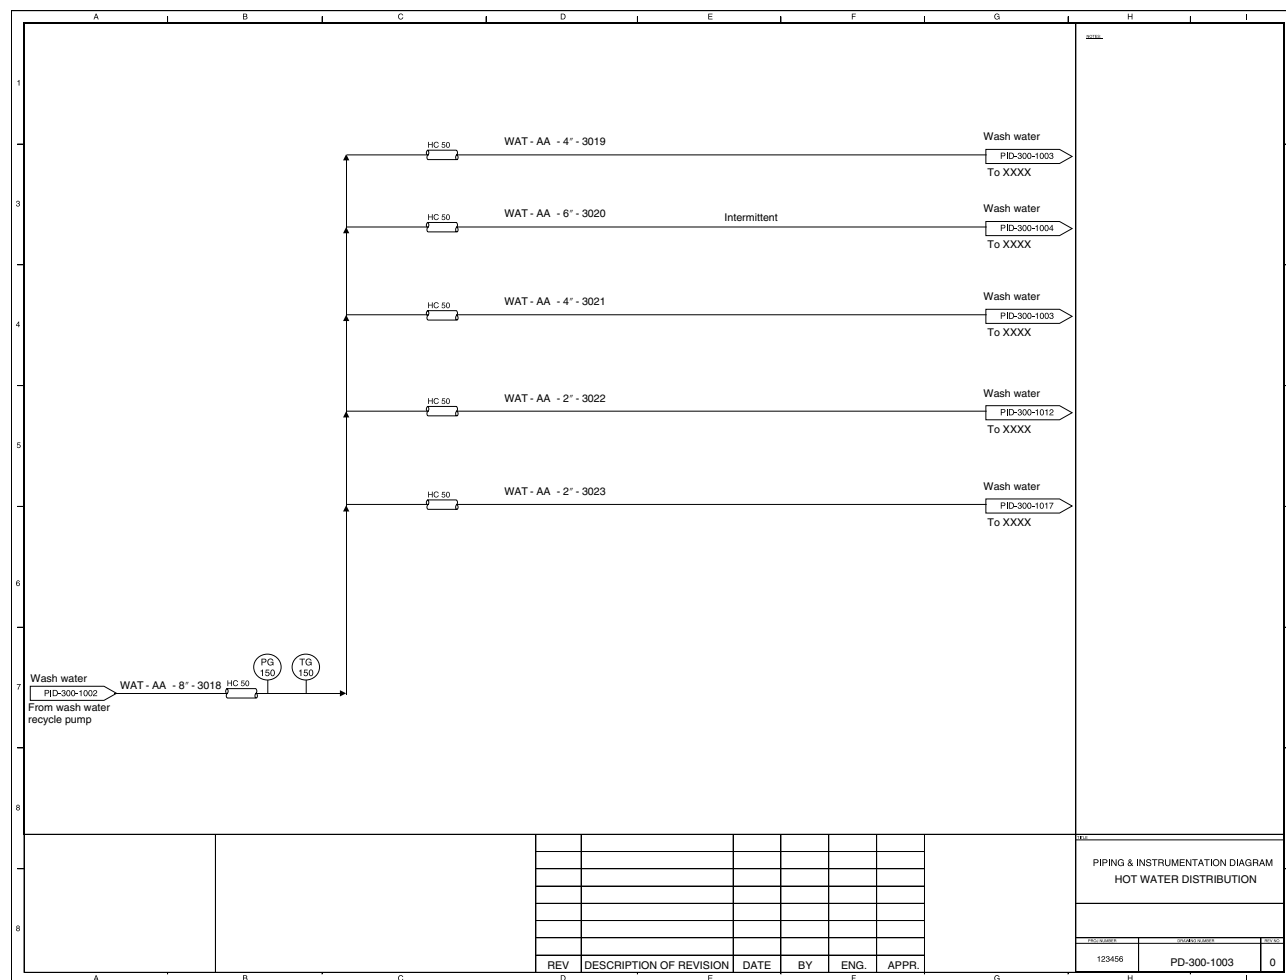 A B C D E F G H I
NOTES:
1
HC 50
WAT - AA - 4" - 3019
Wash water
PID-300-1003
To XXXX
3
HC 50
WAT - AA - 6" - 3020
Intermittent
Wash water
PID-300-1004
To XXXX
4
HC 50
WAT - AA - 4" - 3021
Wash water
PID-300-1003
To XXXX
HC 50
WAT - AA - 2" - 3022
Wash water
PID-300-1012
To XXXX
5
HC 50
WAT - AA - 2" - 3023
Wash water
PID-300-1017
To XXXX
6
7
Wash water
PID-300-1002
From wash water
recycle pump
WAT - AA - 8" - 3018
HC 50
PG
150
TG
150
8
TITLE
PIPING & INSTRUMENTATION DIAGRAM
HOT WATER DISTRIBUTION
8
PROJ NUMBER DRAWING NUMBER REV NO
123456 PD-300-1003 0
REV DESCRIPTION OF REVISION DATE BY ENG. APPR.
A B C D E F G H I